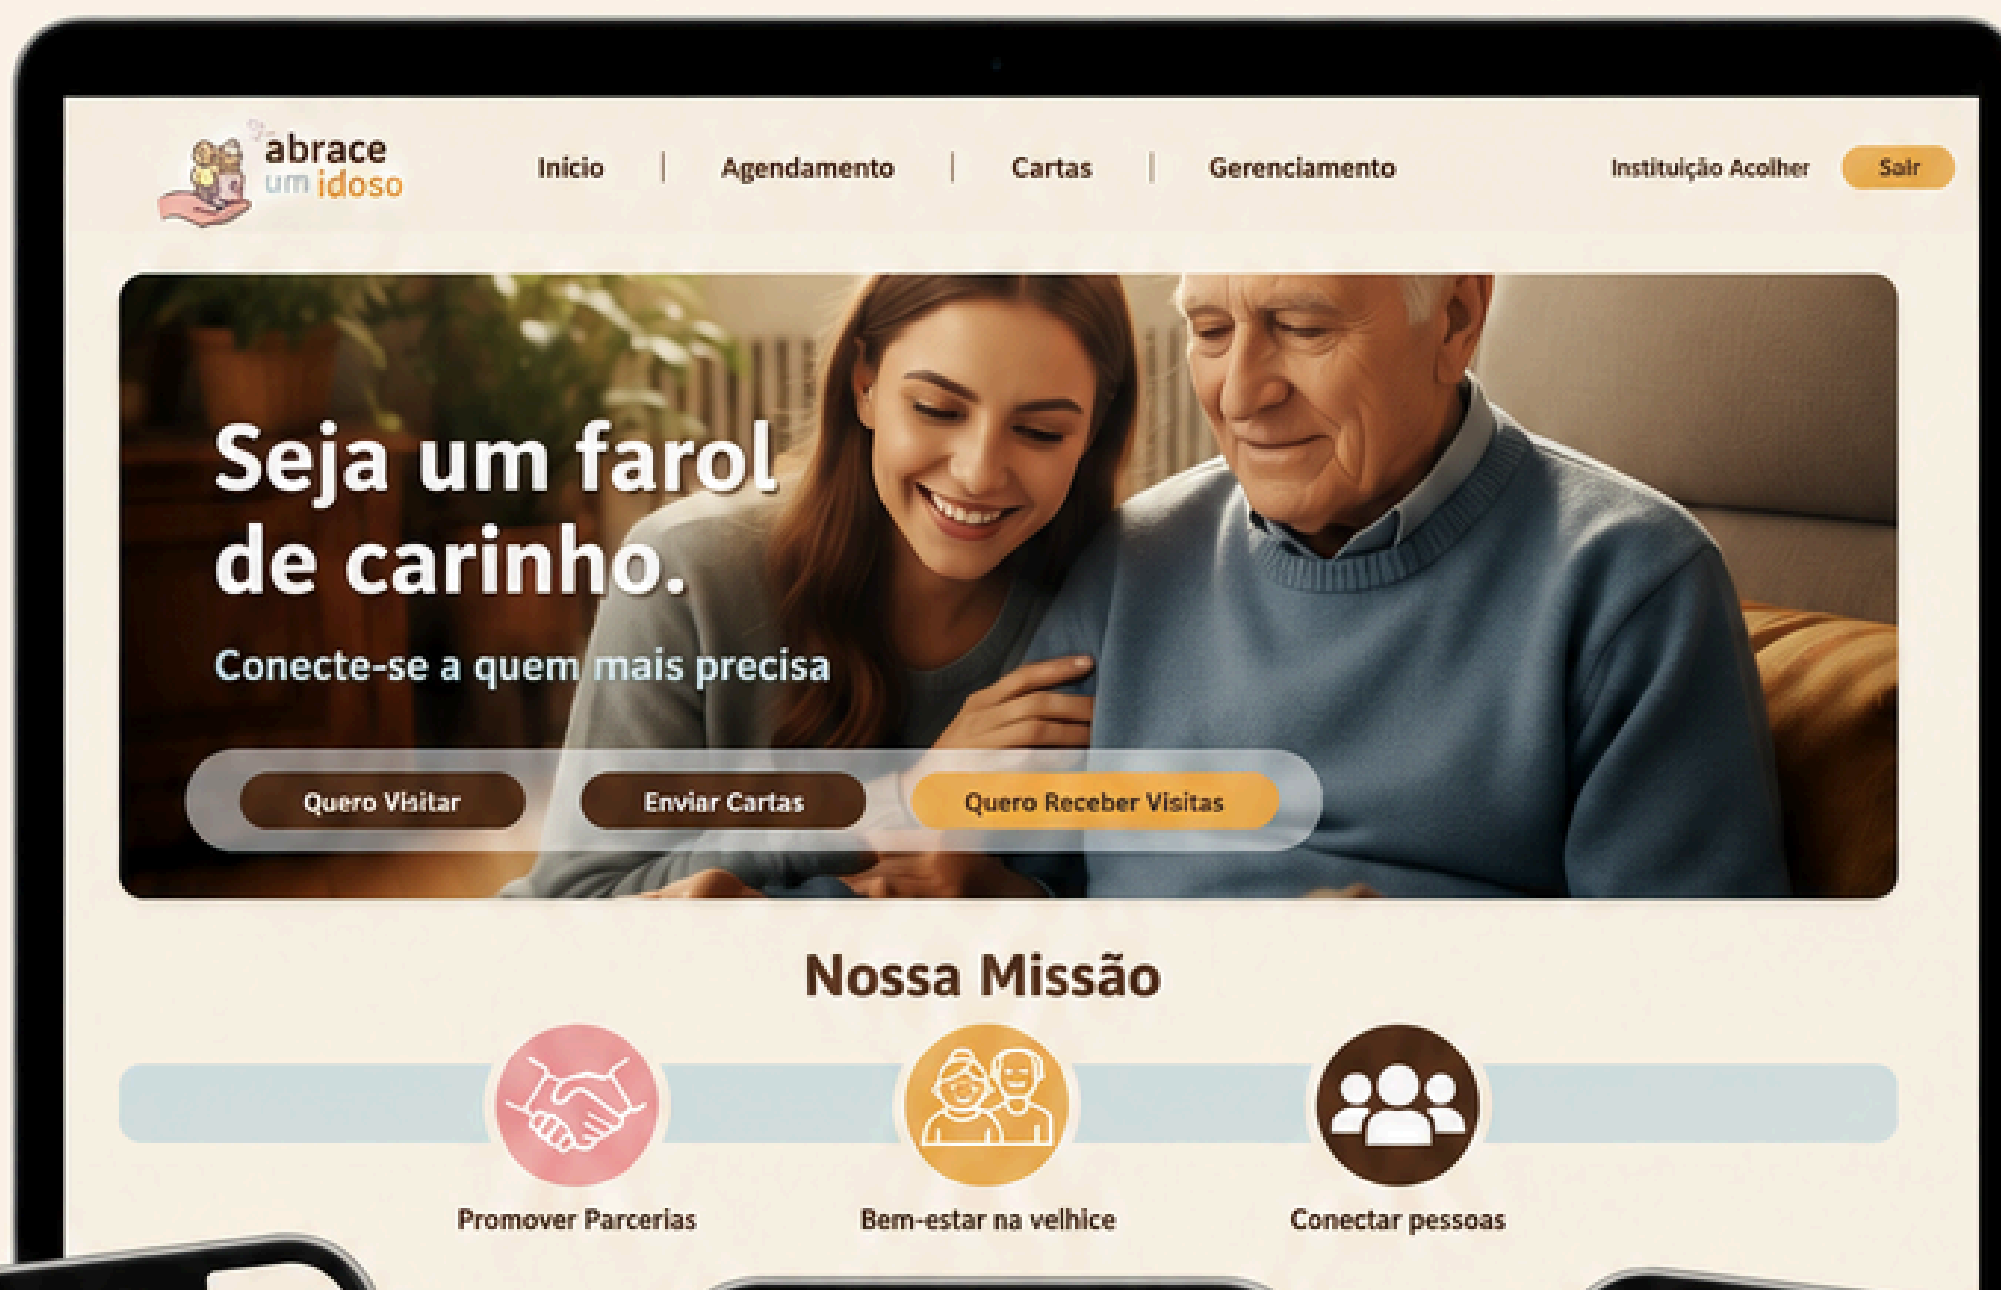 abrace
um idoso
Início | Agendamento | Cartas | Gerenciamento
Instituição Acolher
Sair
Seja um farol
de carinho.
Conecte-se a quem mais precisa
Quero Visitar
Enviar Cartas
Quero Receber Visitas
Nossa Missão
Promover Parcerias
Bem-estar na velhice
Conectar pessoas